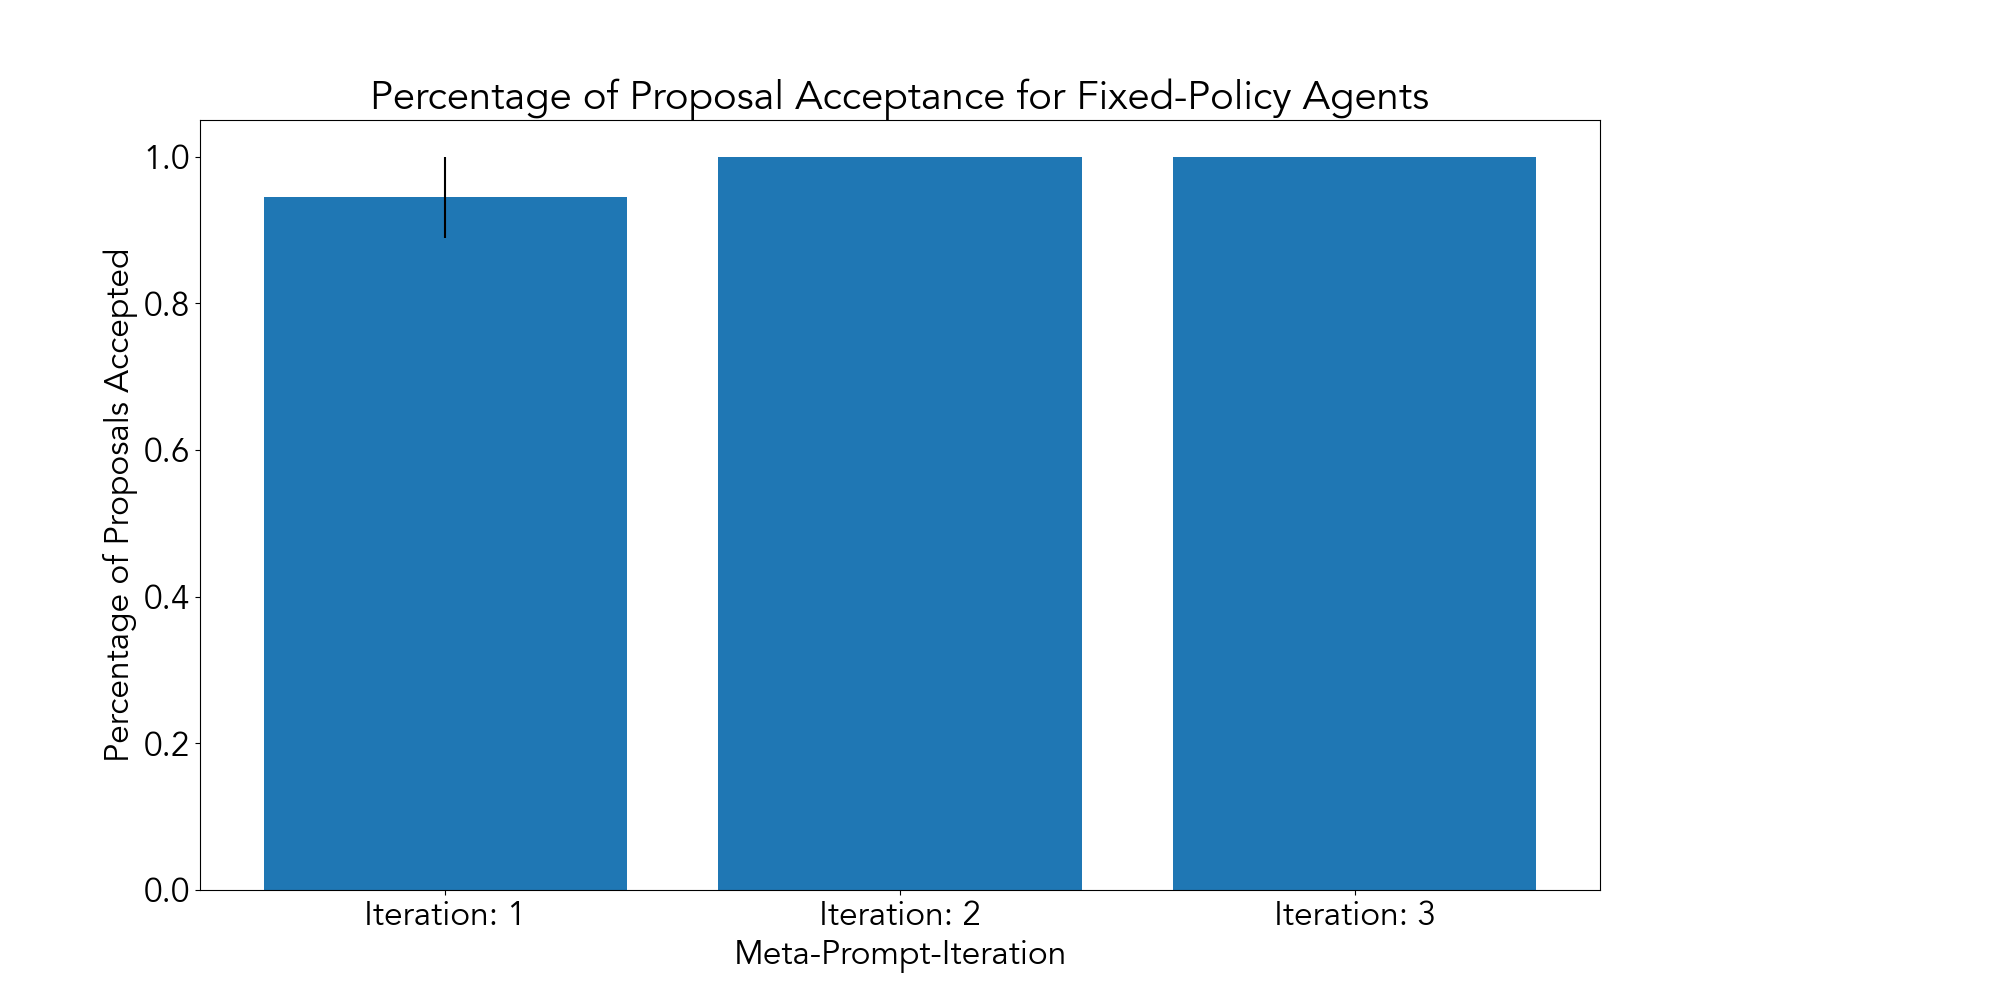 Percentage of Proposal Acceptance for Fixed-Policy Agents
Percentage of Proposals Accepted
1.0
0.8
0.6
0.4
0.2
0.0
Iteration: 1
Iteration: 2
Iteration: 3
Meta-Prompt-Iteration